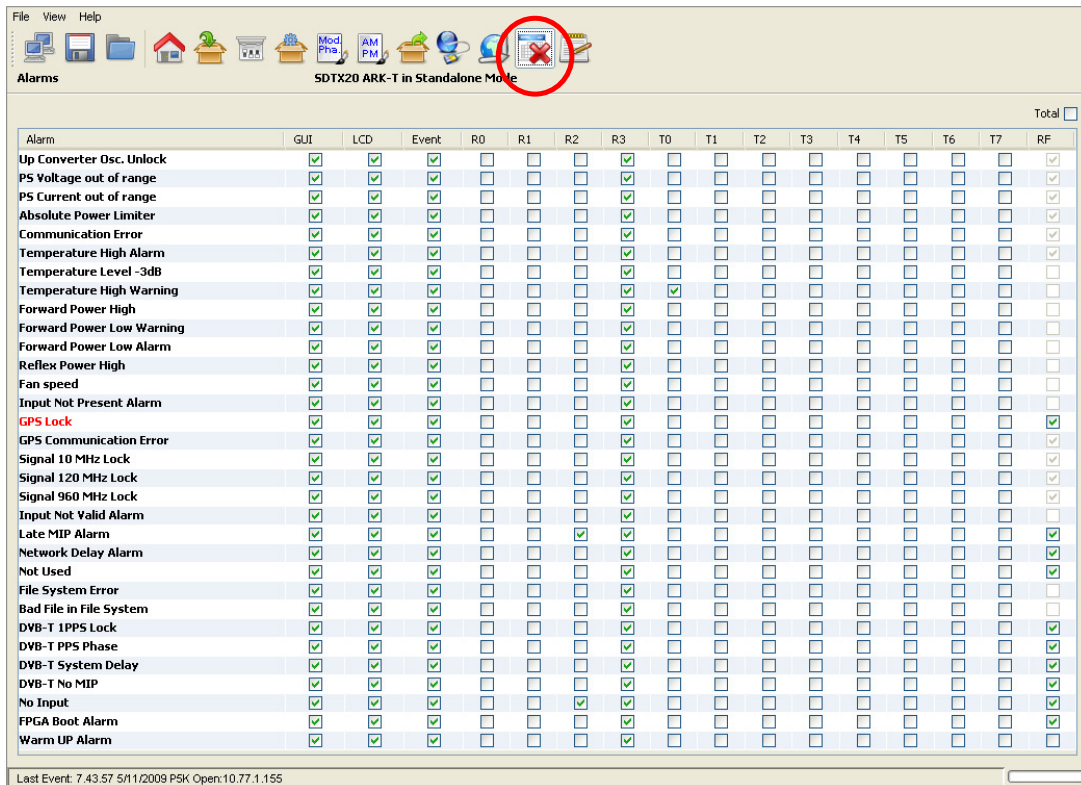 File View Help
Mod. Pha. AM PM
Alarms SDTX20 ARK-T in Standalone Mode
Total
Alarm GUI LCD Event R0 R1 R2 R3 T0 T1 T2 T3 T4 T5 T6 T7 RF
Up Converter Osc. Unlock
PS Voltage out of range
PS Current out of range
Absolute Power Limiter
Communication Error
Temperature High Alarm
Temperature Level -3dB
Temperature High Warning
Forward Power High
Forward Power Low Warning
Forward Power Low Alarm
Reflex Power High
Fan speed
Input Not Present Alarm
GPS Lock
GPS Communication Error
Signal 10 MHz Lock
Signal 120 MHz Lock
Signal 960 MHz Lock
Input Not Valid Alarm
Late MIP Alarm
Network Delay Alarm
Not Used
File System Error
Bad File in File System
DVB-T 1PPS Lock
DVB-T PPS Phase
DVB-T System Delay
DVB-T No MIP
No Input
FPGA Boot Alarm
Warm UP Alarm
Last Event: 7.43.57 5/11/2009 P5K Open:10.77.1.155